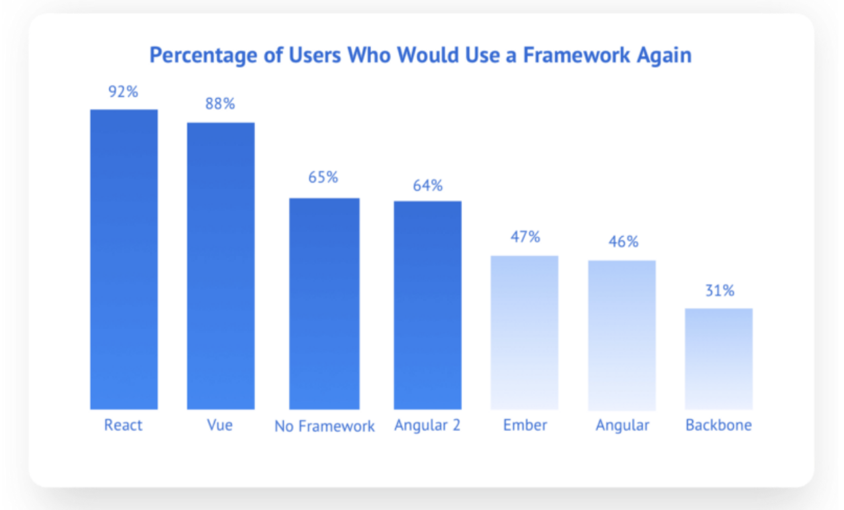 Percentage of Users Who Would Use a Framework Again
92%
88%
65%
64%
47%
46%
31%
React
Vue
No Framework
Angular 2
Ember
Angular
Backbone